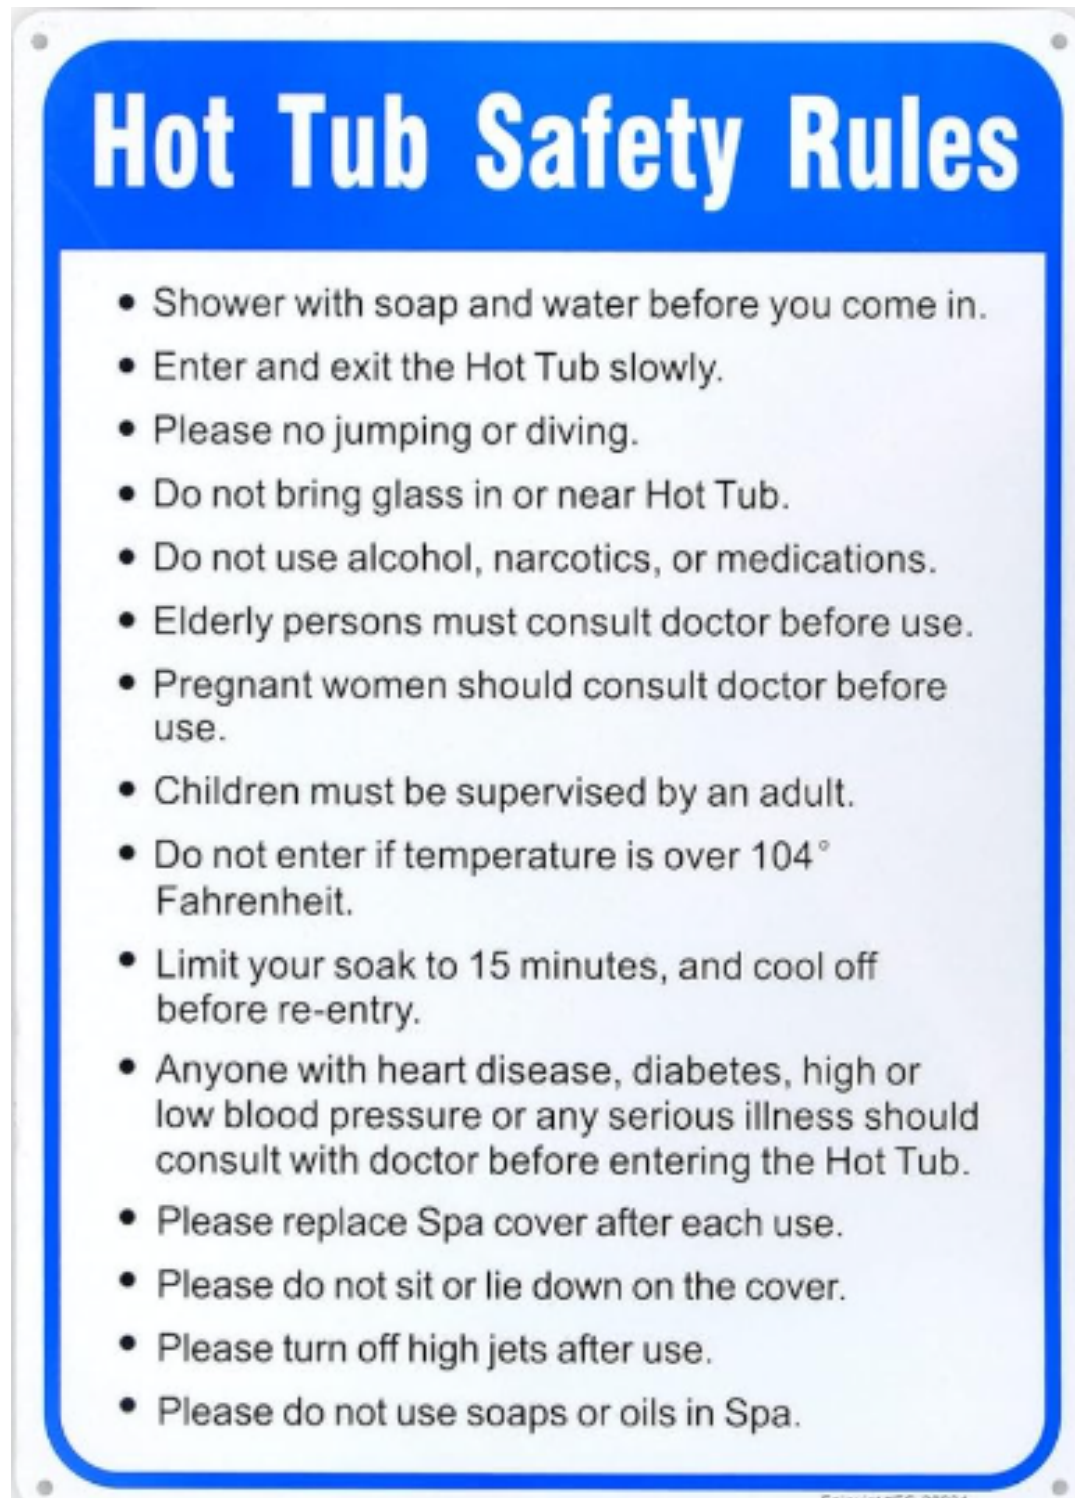 Hot Tub Safety Rules
• Shower with soap and water before you come in.
• Enter and exit the Hot Tub slowly.
• Please no jumping or diving.
• Do not bring glass in or near Hot Tub.
• Do not use alcohol, narcotics, or medications.
• Elderly persons must consult doctor before use.
• Pregnant women should consult doctor before
use.
• Children must be supervised by an adult.
• Do not enter if temperature is over 104°
Fahrenheit.
• Limit your soak to 15 minutes, and cool off
before re-entry.
• Anyone with heart disease, diabetes, high or
low blood pressure or any serious illness should
consult with doctor before entering the Hot Tub.
• Please replace Spa cover after each use.
• Please do not sit or lie down on the cover.
• Please turn off high jets after use.
• Please do not use soaps or oils in Spa.